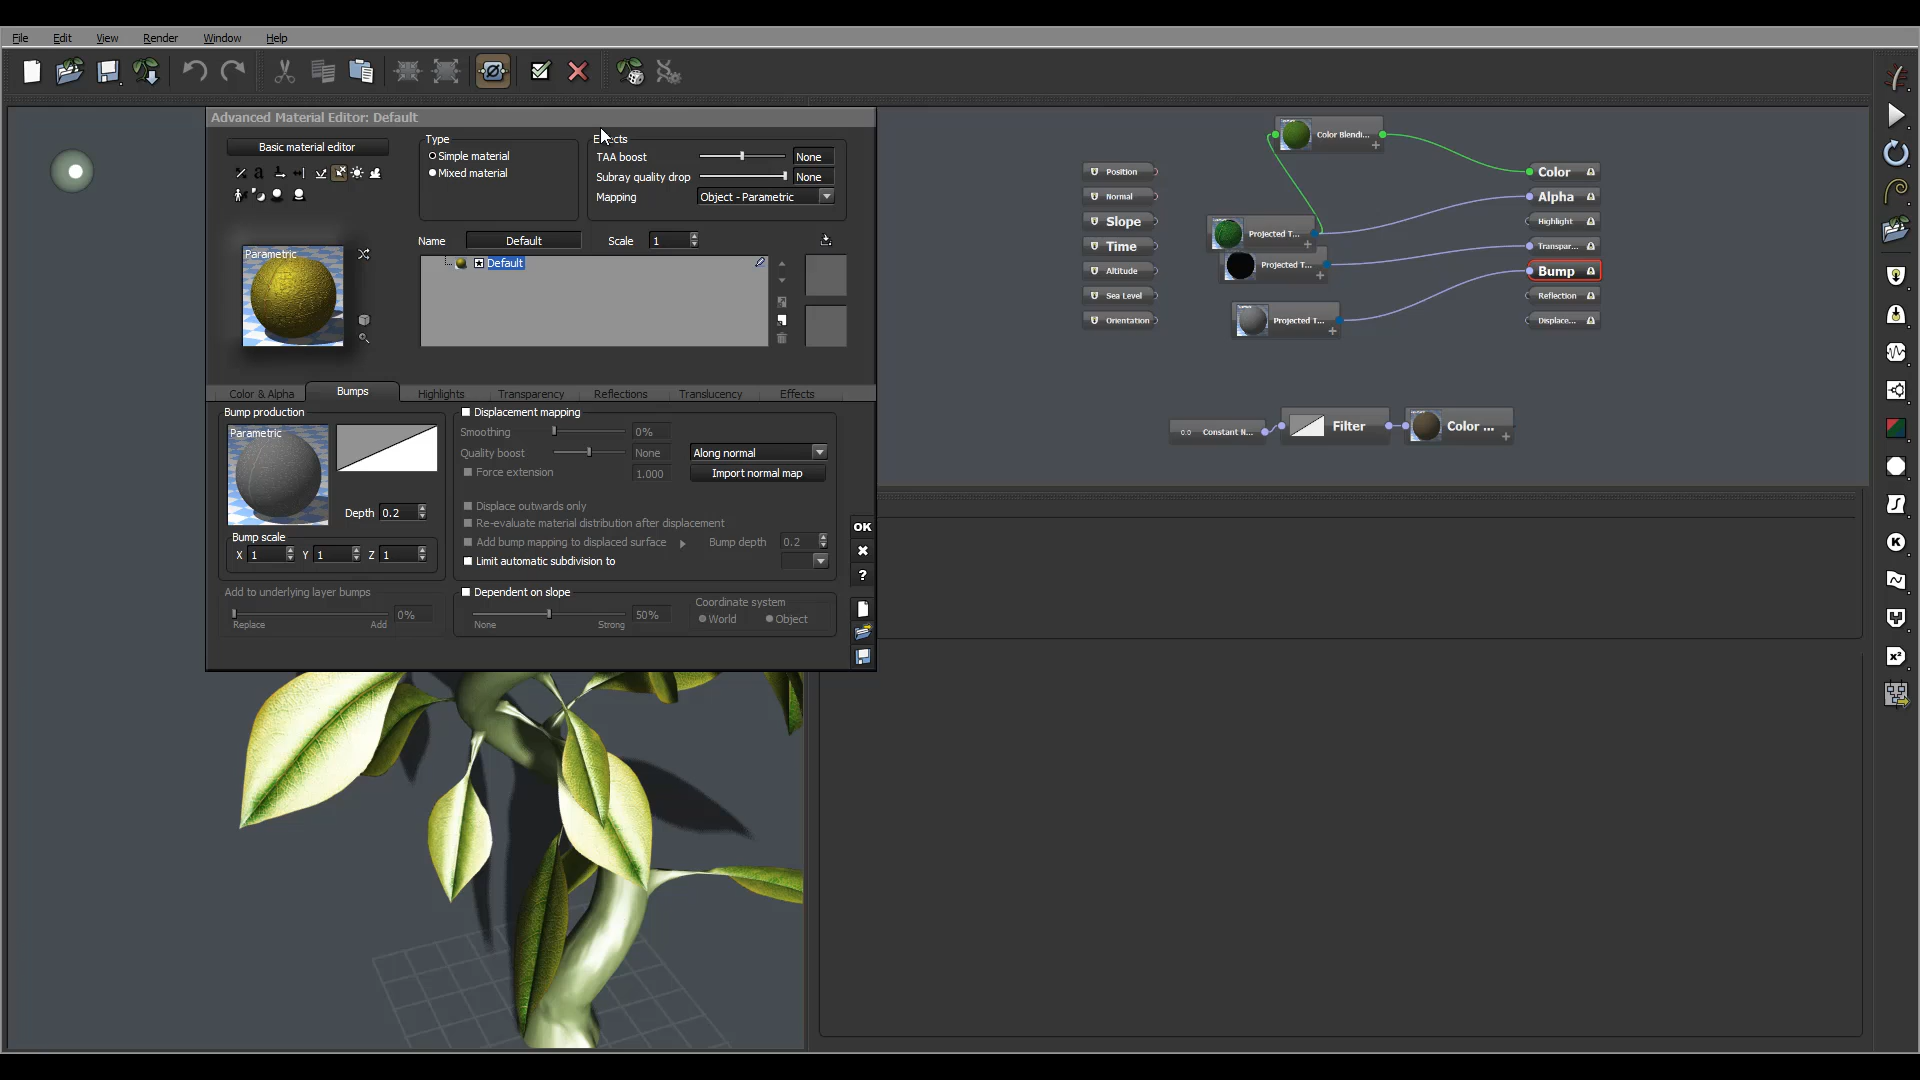 File Edit View Render Window Help
Advanced Material Editor: Default
Basic material editor
Type
Simple material
Mixed material
Effects
TAA boost None
Subray quality drop None
Mapping Object - Parametric
Name Default Scale 1
Parametric
Default
Color & Alpha Bumps Highlights Transparency Reflections Translucency Effects
Bump production
Parametric
Depth 0.2
Bump scale
X 1 Y 1 Z 1
Add to underlying layer bumps
0%
Replace Add
Displacement mapping
Smoothing 0%
Quality boost None Along normal
Force extension 1.000 Import normal map
Displace outwards only
Re-evaluate material distribution after displacement
Add bump mapping to displaced surface Bump depth 0.2
Limit automatic subdivision to
Dependent on slope
50%
None Strong
Coordinate system
World Object
OK
?
Position
Normal
Slope
Time
Altitude
Sea Level
Orientation
Color Blendi...
Projected T...
Projected T...
Projected T...
Color
Alpha
Highlight
Transpar...
Bump
Reflection
Displace...
0.0 Constant N...
Filter
Color ...
K
x²